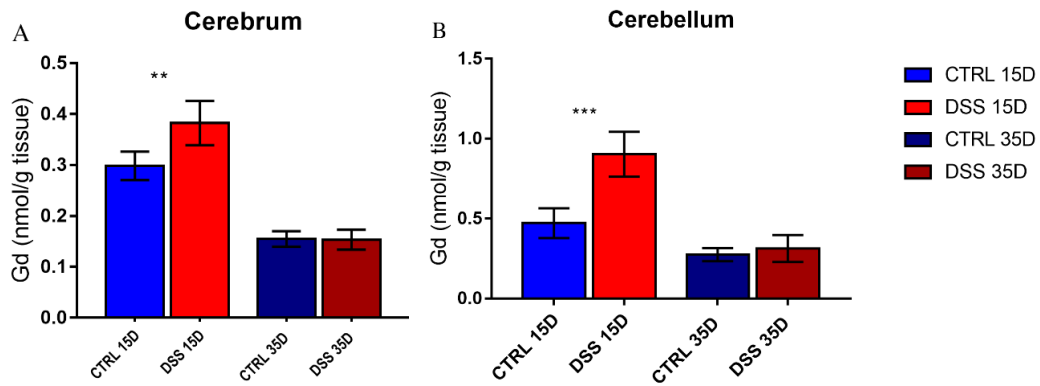 A
Cerebrum
Gd (nmol/g tissue)
0.5
0.4
0.3
0.2
0.1
0.0
**
CTRL 15D
DSS 15D
CTRL 35D
DSS 35D
B
Cerebellum
Gd (nmol/g tissue)
1.5
1.0
0.5
0.0
***
CTRL 15D
DSS 15D
CTRL 35D
DSS 35D
CTRL 15D
DSS 15D
CTRL 35D
DSS 35D